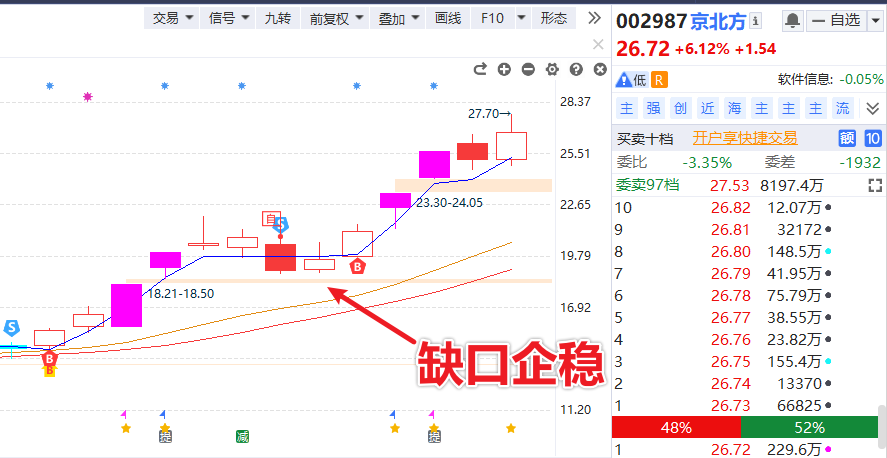 交易 信号 九转 前复权 叠加 画线 F10 形态
002987 京北方
自选
26.72 +6.12% +1.54
低 R 软件信息: -0.05%
主 强 创 近 海 主 主 主 流
买卖十档 开户享快捷交易 额 10
委比 -3.35% 委差 -1932
委卖97档 27.53 8197.4万
10 26.82 12.07万
9 26.81 32172
8 26.80 148.5万
7 26.79 41.95万
6 26.78 75.79万
5 26.77 38.55万
4 26.76 23.82万
3 26.75 155.4万
2 26.74 13370
1 26.73 66825
48% 52%
1 26.72 229.6万
28.37
27.70
25.51
23.30-24.05
22.65
自
S
B
19.79
18.21-18.50
16.92
S
B
B
缺口企稳
11.20
提 减 提